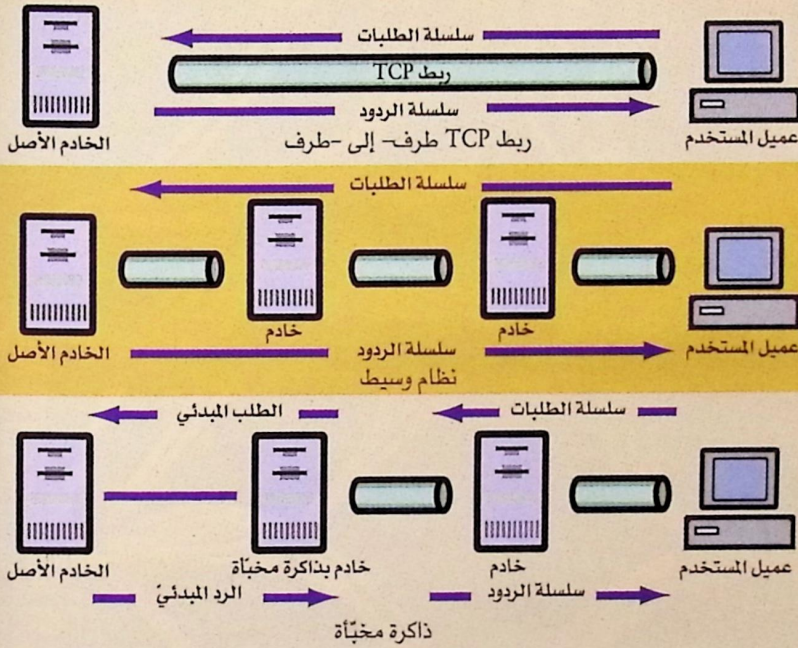 سلسلة الطلبات
ربط TCP
سلسلة الردود
عميل المستخدم
الخادم الأصل
ربط TCP طرف– إلى –طرف
سلسلة الطلبات
خادم
خادم
عميل المستخدم
سلسلة الردود
الخادم الأصل
نظام وسيط
سلسلة الطلبات
الطلب المبدئي
عميل المستخدم
خادم
خادم بذاكرة مخبّأة
الخادم الأصل
سلسلة الردود
الرد المبدئيّ
ذاكرة مخبّأة